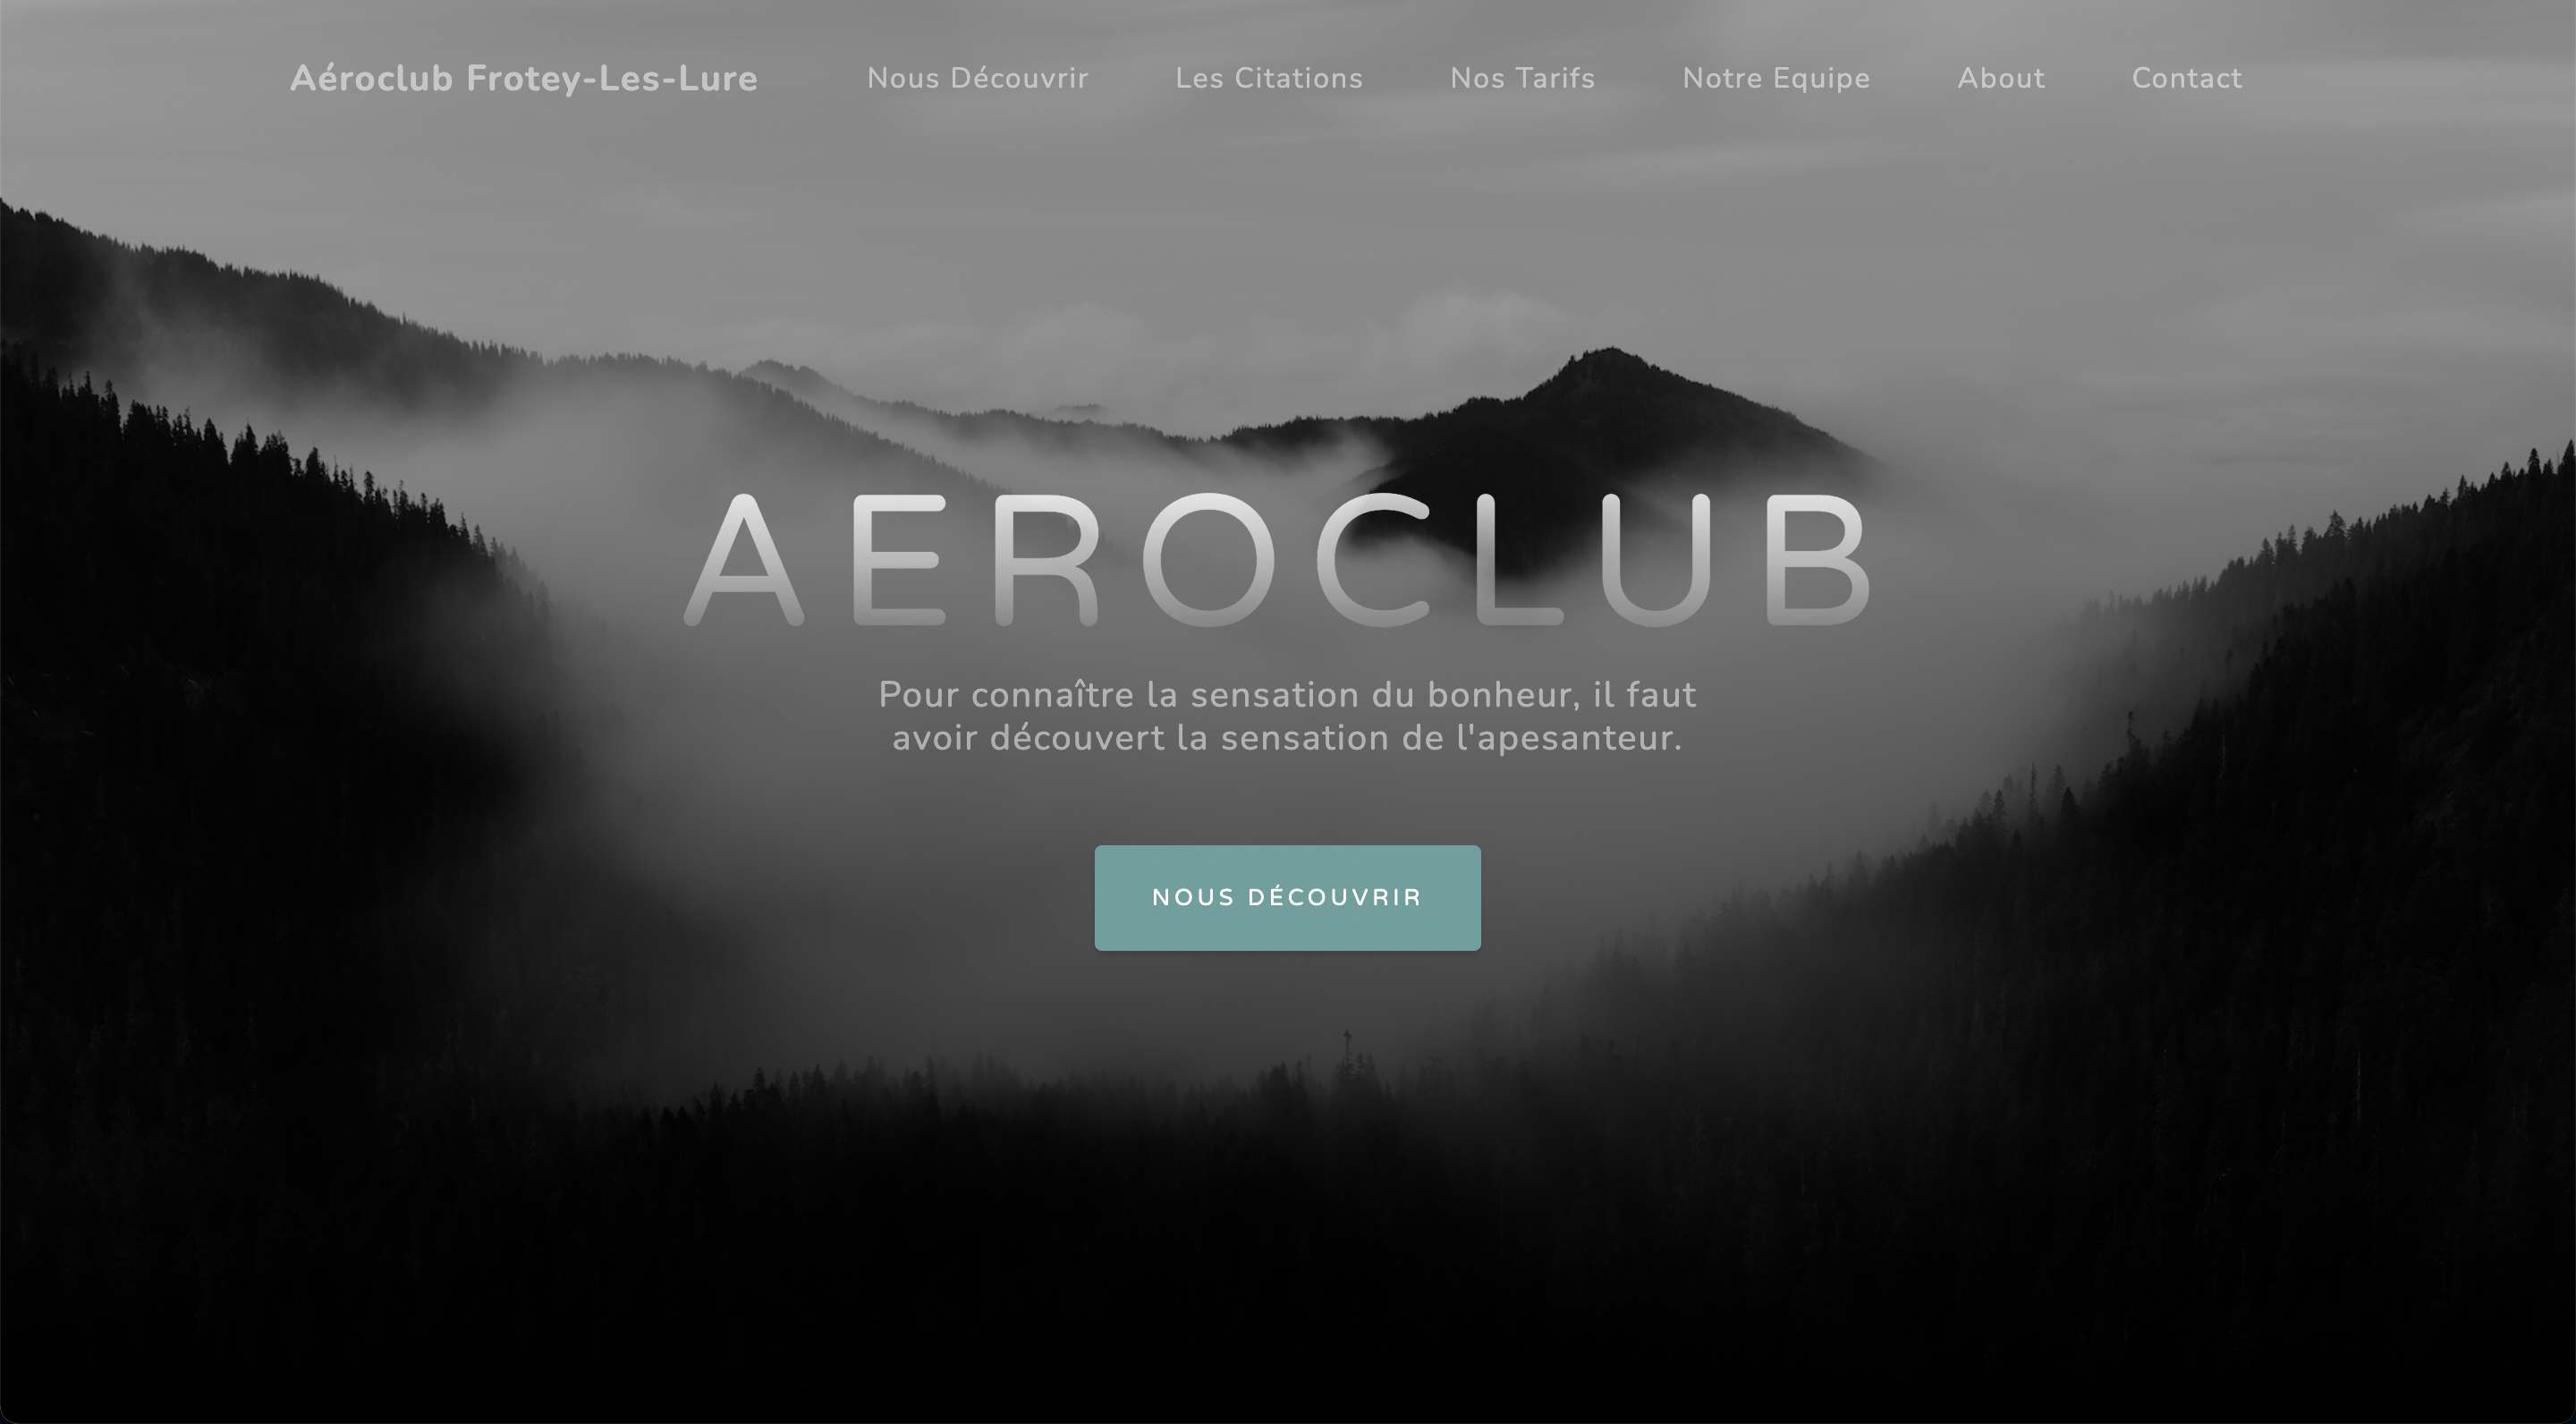 Aéroclub Frotey-Les-Lure Nous Découvrir Les Citations Nos Tarifs Notre Equipe About Contact
AEROCLUB
Pour connaître la sensation du bonheur, il faut
avoir découvert la sensation de l'apesanteur.
NOUS DÉCOUVRIR